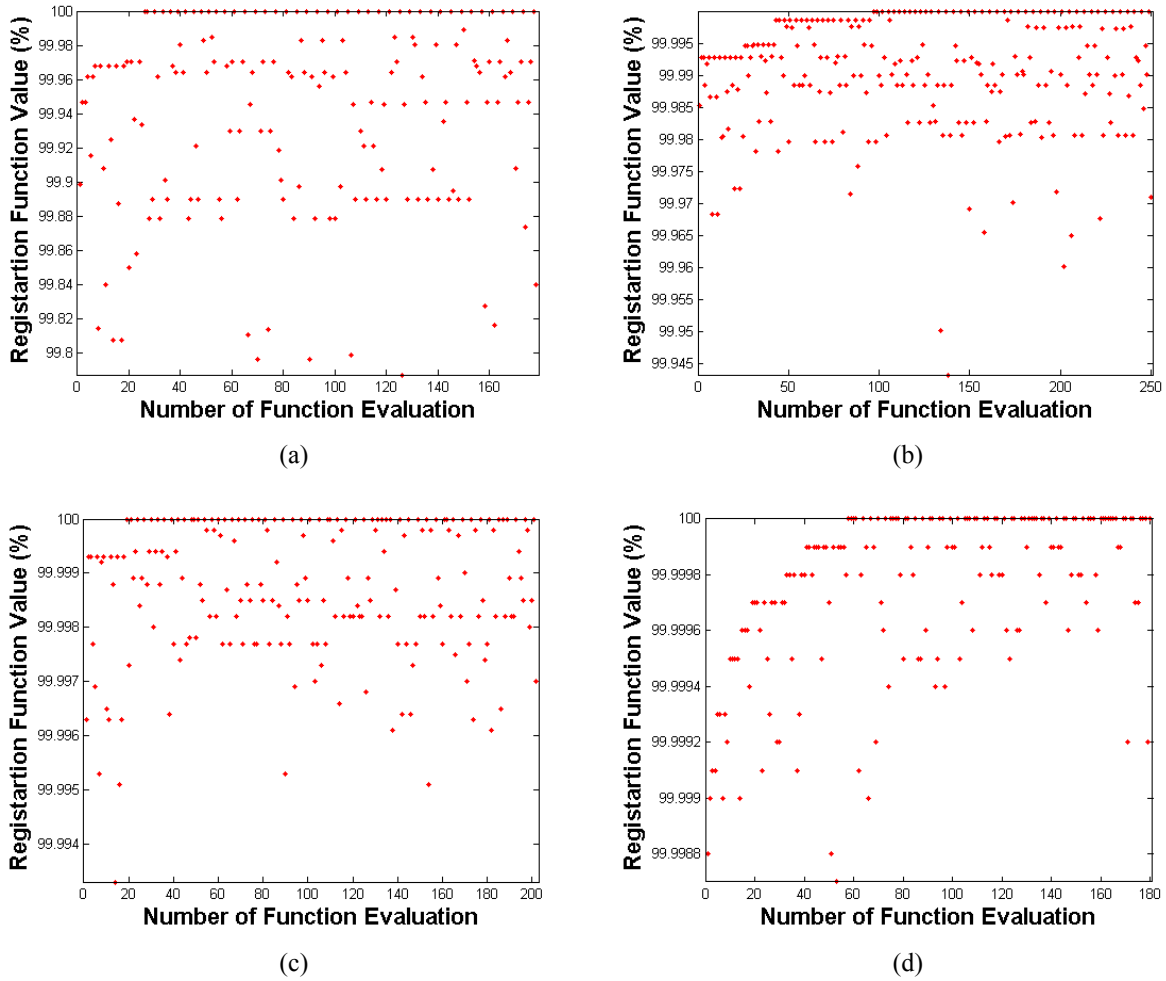 Registartion Function Value (%)
100
99.98
99.96
99.94
99.92
99.9
99.88
99.86
99.84
99.82
99.8
0 20 40 60 80 100 120 140 160
Number of Function Evaluation
(a)
Registartion Function Value (%)
99.995
99.99
99.985
99.98
99.975
99.97
99.965
99.96
99.955
99.95
99.945
0 50 100 150 200 250
Number of Function Evaluation
(b)
Registartion Function Value (%)
100
99.999
99.998
99.997
99.996
99.995
99.994
0 20 40 60 80 100 120 140 160 180 200
Number of Function Evaluation
(c)
Registartion Function Value (%)
100
99.9998
99.9996
99.9994
99.9992
99.999
99.9988
0 20 40 60 80 100 120 140 160 180
Number of Function Evaluation
(d)